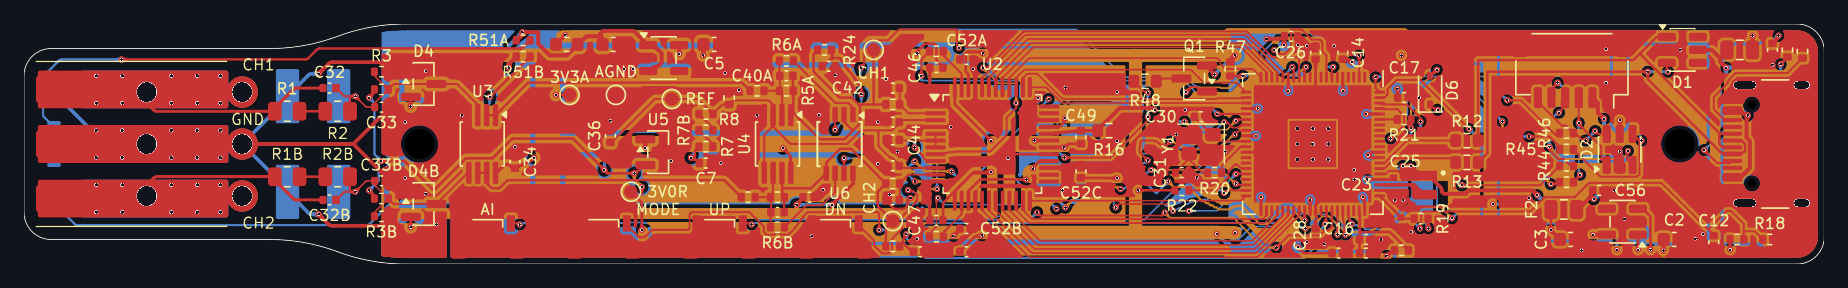 CH1
GND
CH2
R1
R2
R1B
R2B
C32
C33
C33B
C32B
R3
R3B
D4
D4B
R51A
R51B
3V3A
AGND
C5
U3
C34
C36
U5
REF
R7B
R8
R7
C7
3V0R
AI
MODE
UP
DN
C40A
R6A
R5A
R24
C42
CH1
U4
U6
R6B
CH2
C46
C44
C47
C52A
U2
C49
R16
C52C
C52B
Q1
R47
R48
C30
C31
R20
R22
C26
C14
C17
D6
R21
C25
C23
R19
C28
C16
R12
R13
R45
R46
R44
D2
F2
C3
C56
C2
C12
R18
D1